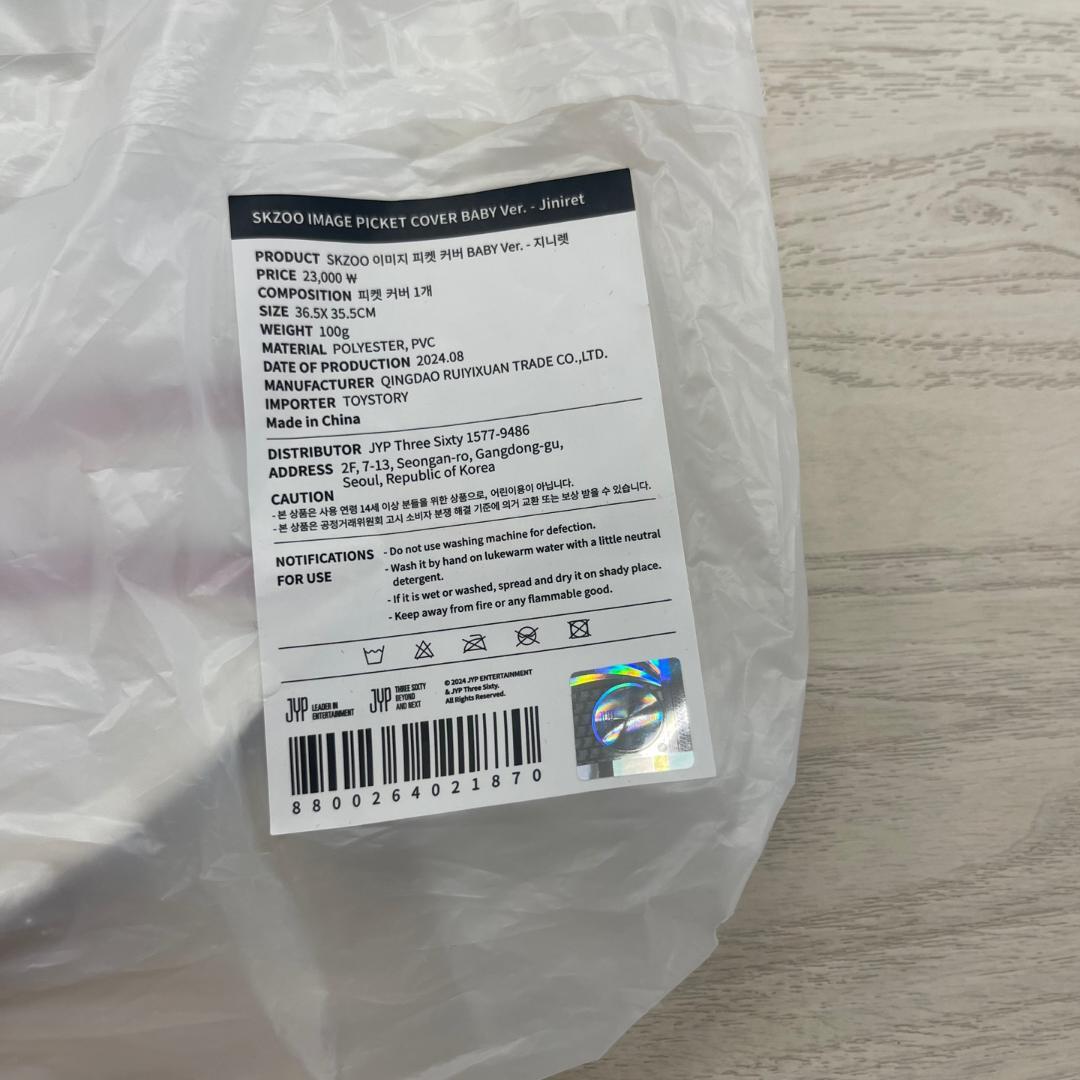 SKZOO IMAGE PICKET COVER BABY Ver. - Jiniret
PRODUCT SKZOO 이미지 피켓 커버 BABY Ver. - 지니렛
PRICE 23,000 ₩
COMPOSITION 피켓 커버 1개
SIZE 36.5X 35.5CM
WEIGHT 100g
MATERIAL POLYESTER, PVC
DATE OF PRODUCTION 2024.08
MANUFACTURER QINGDAO RUIYIXUAN TRADE CO.,LTD.
IMPORTER TOYSTORY
Made in China
DISTRIBUTOR JYP Three Sixty 1577-9486
ADDRESS 2F, 7-13, Seongan-ro, Gangdong-gu,
Seoul, Republic of Korea
CAUTION
- 본 상품은 사용 연령 14세 이상 분들을 위한 상품으로, 어린이용이 아닙니다.
- 본 상품은 공정거래위원회 고시 소비자 분쟁 해결 기준에 의거 교환 또는 보상 받을 수 있습니다.
NOTIFICATIONS
FOR USE
- Do not use washing machine for defection.
- Wash it by hand on lukewarm water with a little neutral
detergent.
- If it is wet or washed, spread and dry it on shady place.
- Keep away from fire or any flammable good.
JYP LEADER IN
ENTERTAINMENT
JYP THREE SIXTY
BEYOND
AND NEXT
© 2024 JYP ENTERTAINMENT
& JYP Three Sixty.
All Rights Reserved.
8800264021870